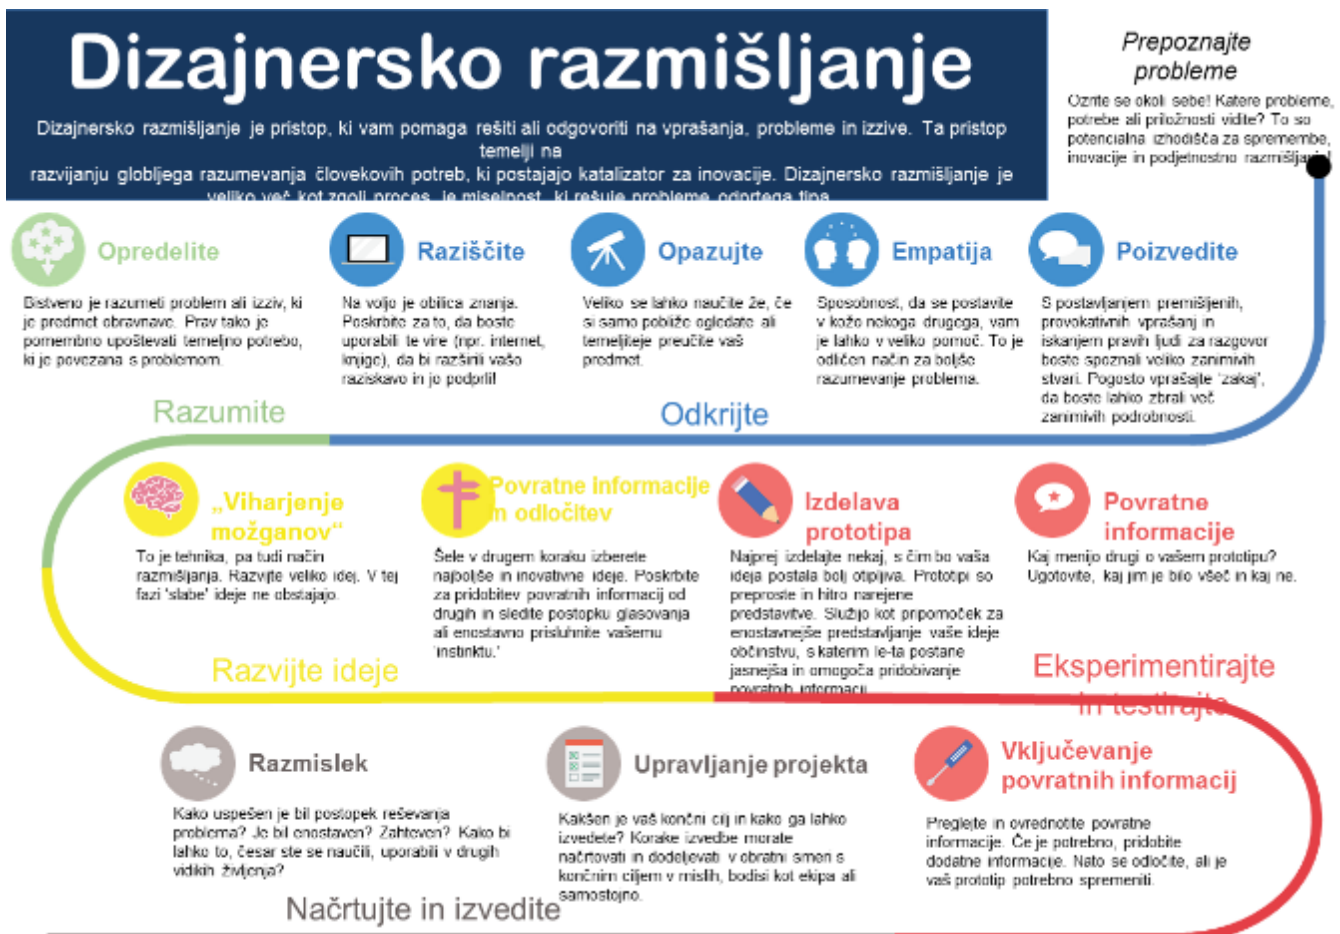 Dizajnersko razmišljanje
Dizajnersko razmišljanje je pristop, ki vam pomaga rešiti ali odgovoriti na vprašanja, probleme in izzive. Ta pristop
temelji na
razvijanju globljega razumevanja človekovih potreb, ki postajajo katalizator za inovacije. Dizajnersko razmišljanje je
veliko več kot zgolj proces, je miselnost, ki rešuje probleme odprtega tipa
Prepoznajte
probleme
Ozrite se okoli sebe! Katere probleme,
potrebe ali priložnosti vidite? To so
potencialna izhodišča za spremembe,
inovacije in podjetnostno razmišljanje!
Opredelite
Bistveno je razumeti problem ali izziv, ki
je predmet obravnave. Prav tako je
pomembno upoštevati temeljno potrebo,
ki je povezana s problemom.
Raziščite
Na voljo je obilica znanja.
Poskrbite za to, da boste
uporabili te vire (npr. internet,
knjige), da bi razširili vašo
raziskavo in jo podprli!
Opazujte
Veliko se lahko naučite že, če
si samo pobliže ogledate ali
temeljiteje preučite vaš
predmet.
Empatija
Sposobnost, da se postavite
v kožo nekoga drugega, vam
je lahko v veliko pomoč. To je
odličen način za boljše
razumevanje problema.
Poizvedite
S postavljanjem premišljenih,
provokativnih vprašanj in
iskanjem pravih ljudi za razgovor
boste spoznali veliko zanimivih
stvari. Pogosto vprašajte 'zakaj',
da boste lahko zbrali več
zanimivih podrobnosti.
Razumite
Odkrijte
„Viharjenje
možganov“
To je tehnika, pa tudi način
razmišljanja. Razvijte veliko idej. V tej
fazi 'slabe' ideje ne obstajajo.
Povratne informacije
in odločitev
Šele v drugem koraku izberete
najboljše in inovativne ideje. Poskrbite
za pridobitev povratnih informacij od
drugih in sledite postopku glasovanja
ali enostavno prisluhnite vašemu
'instinktu.'
Izdelava
prototipa
Najprej izdelajte nekaj, s čim bo vaša
ideja postala bolj otipljiva. Prototipi so
preproste in hitro narejene
predstavitve. Služijo kot pripomoček za
enostavnejše predstavljanje vaše ideje
občinstvu, s katerim le-ta postane
jasnejša in omogoča pridobivanje
povratnih informacij.
Povratne
informacije
Kaj menijo drugi o vašem prototipu?
Ugotovite, kaj jim je bilo všeč in kaj ne.
Razvijte ideje
Eksperimentirajte
in testirajte
Razmislek
Kako uspešen je bil postopek reševanja
problema? Je bil enostaven? Zahteven? Kako bi
lahko to, česar ste se naučili, uporabili v drugih
vidikih življenja?
Upravljanje projekta
Kakšen je vaš končni cilj in kako ga lahko
izvedete? Korake izvedbe morate
načrtovati in dodeljevati v obratni smeri s
končnim ciljem v mislih, bodisi kot ekipa ali
samostojno.
Vključevanje
povratnih informacij
Preglejte in ovrednotite povratne
informacije. Če je potrebno, pridobite
dodatne informacije. Nato se odločite, ali je
vaš prototip potrebno spremeniti.
Načrtujte in izvedite